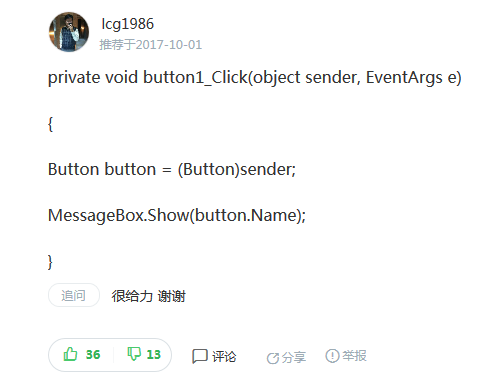 lcg1986
推荐于2017-10-01
private void button1_Click(object sender, EventArgs e)
{
Button button = (Button)sender;
MessageBox.Show(button.Name);
}
追问 很给力 谢谢
36 13 评论 分享 举报